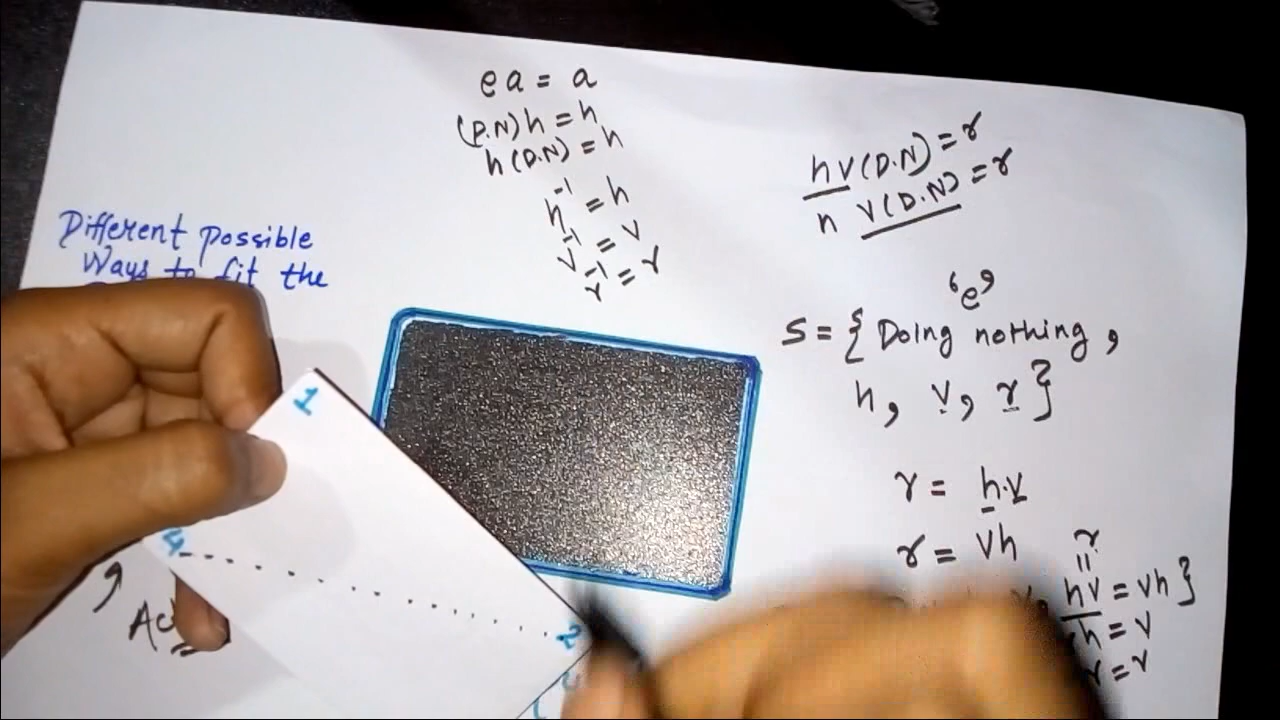 ea = a
(D.N)h = h
h(D.N) = h
h⁻¹ = h
v⁻¹ = v
r⁻¹ = r
hv(D.N) = r
h v(D.N) = r
Different possible
Ways to fit the
'e'
S = { Doing nothing ,
h, v, r }
r = h.v
r = vh
r
=
hv = vh }
h = v
r = r
1
4
2